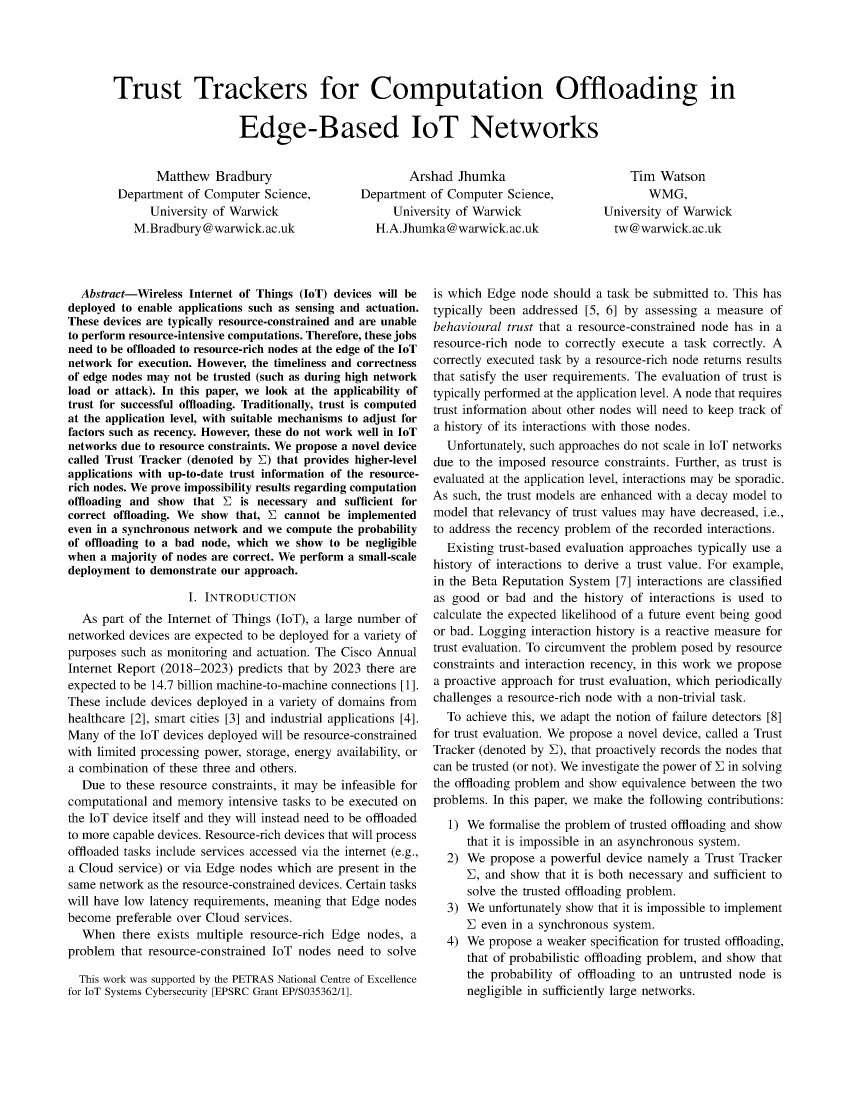 Trust Trackers for Computation Offloading in
Edge-Based IoT Networks
Matthew Bradbury
Department of Computer Science,
University of Warwick
M.Bradbury@warwick.ac.uk
Arshad Jhumka
Department of Computer Science,
University of Warwick
H.A.Jhumka@warwick.ac.uk
Tim Watson
WMG,
University of Warwick
tw@warwick.ac.uk
Abstract—Wireless Internet of Things (IoT) devices will be
deployed to enable applications such as sensing and actuation.
These devices are typically resource-constrained and are unable
to perform resource-intensive computations. Therefore, these jobs
need to be offloaded to resource-rich nodes at the edge of the IoT
network for execution. However, the timeliness and correctness
of edge nodes may not be trusted (such as during high network
load or attack). In this paper, we look at the applicability of
trust for successful offloading. Traditionally, trust is computed
at the application level, with suitable mechanisms to adjust for
factors such as recency. However, these do not work well in IoT
networks due to resource constraints. We propose a novel device
called Trust Tracker (denoted by Σ) that provides higher-level
applications with up-to-date trust information of the resource-
rich nodes. We prove impossibility results regarding computation
offloading and show that Σ is necessary and sufficient for
correct offloading. We show that, Σ cannot be implemented
even in a synchronous network and we compute the probability
of offloading to a bad node, which we show to be negligible
when a majority of nodes are correct. We perform a small-scale
deployment to demonstrate our approach.
I. INTRODUCTION
As part of the Internet of Things (IoT), a large number of
networked devices are expected to be deployed for a variety of
purposes such as monitoring and actuation. The Cisco Annual
Internet Report (2018–2023) predicts that by 2023 there are
expected to be 14.7 billion machine-to-machine connections [1].
These include devices deployed in a variety of domains from
healthcare [2], smart cities [3] and industrial applications [4].
Many of the IoT devices deployed will be resource-constrained
with limited processing power, storage, energy availability, or
a combination of these three and others.
Due to these resource constraints, it may be infeasible for
computational and memory intensive tasks to be executed on
the IoT device itself and they will instead need to be offloaded
to more capable devices. Resource-rich devices that will process
offloaded tasks include services accessed via the internet (e.g.,
a Cloud service) or via Edge nodes which are present in the
same network as the resource-constrained devices. Certain tasks
will have low latency requirements, meaning that Edge nodes
become preferable over Cloud services.
When there exists multiple resource-rich Edge nodes, a
problem that resource-constrained IoT nodes need to solve
This work was supported by the PETRAS National Centre of Excellence
for IoT Systems Cybersecurity [EPSRC Grant EP/S035362/1].
is which Edge node should a task be submitted to. This has
typically been addressed [5, 6] by assessing a measure of
behavioural trust that a resource-constrained node has in a
resource-rich node to correctly execute a task correctly. A
correctly executed task by a resource-rich node returns results
that satisfy the user requirements. The evaluation of trust is
typically performed at the application level. A node that requires
trust information about other nodes will need to keep track of
a history of its interactions with those nodes.
Unfortunately, such approaches do not scale in IoT networks
due to the imposed resource constraints. Further, as trust is
evaluated at the application level, interactions may be sporadic.
As such, the trust models are enhanced with a decay model to
model that relevancy of trust values may have decreased, i.e.,
to address the recency problem of the recorded interactions.
Existing trust-based evaluation approaches typically use a
history of interactions to derive a trust value. For example,
in the Beta Reputation System [7] interactions are classified
as good or bad and the history of interactions is used to
calculate the expected likelihood of a future event being good
or bad. Logging interaction history is a reactive measure for
trust evaluation. To circumvent the problem posed by resource
constraints and interaction recency, in this work we propose
a proactive approach for trust evaluation, which periodically
challenges a resource-rich node with a non-trivial task.
To achieve this, we adapt the notion of failure detectors [8]
for trust evaluation. We propose a novel device, called a Trust
Tracker (denoted by Σ), that proactively records the nodes that
can be trusted (or not). We investigate the power of Σ in solving
the offloading problem and show equivalence between the two
problems. In this paper, we make the following contributions:
1) We formalise the problem of trusted offloading and show
that it is impossible in an asynchronous system.
2) We propose a powerful device namely a Trust Tracker
Σ, and show that it is both necessary and sufficient to
solve the trusted offloading problem.
3) We unfortunately show that it is impossible to implement
Σ even in a synchronous system.
4) We propose a weaker specification for trusted offloading,
that of probabilistic offloading problem, and show that
the probability of offloading to an untrusted node is
negligible in sufficiently large networks.